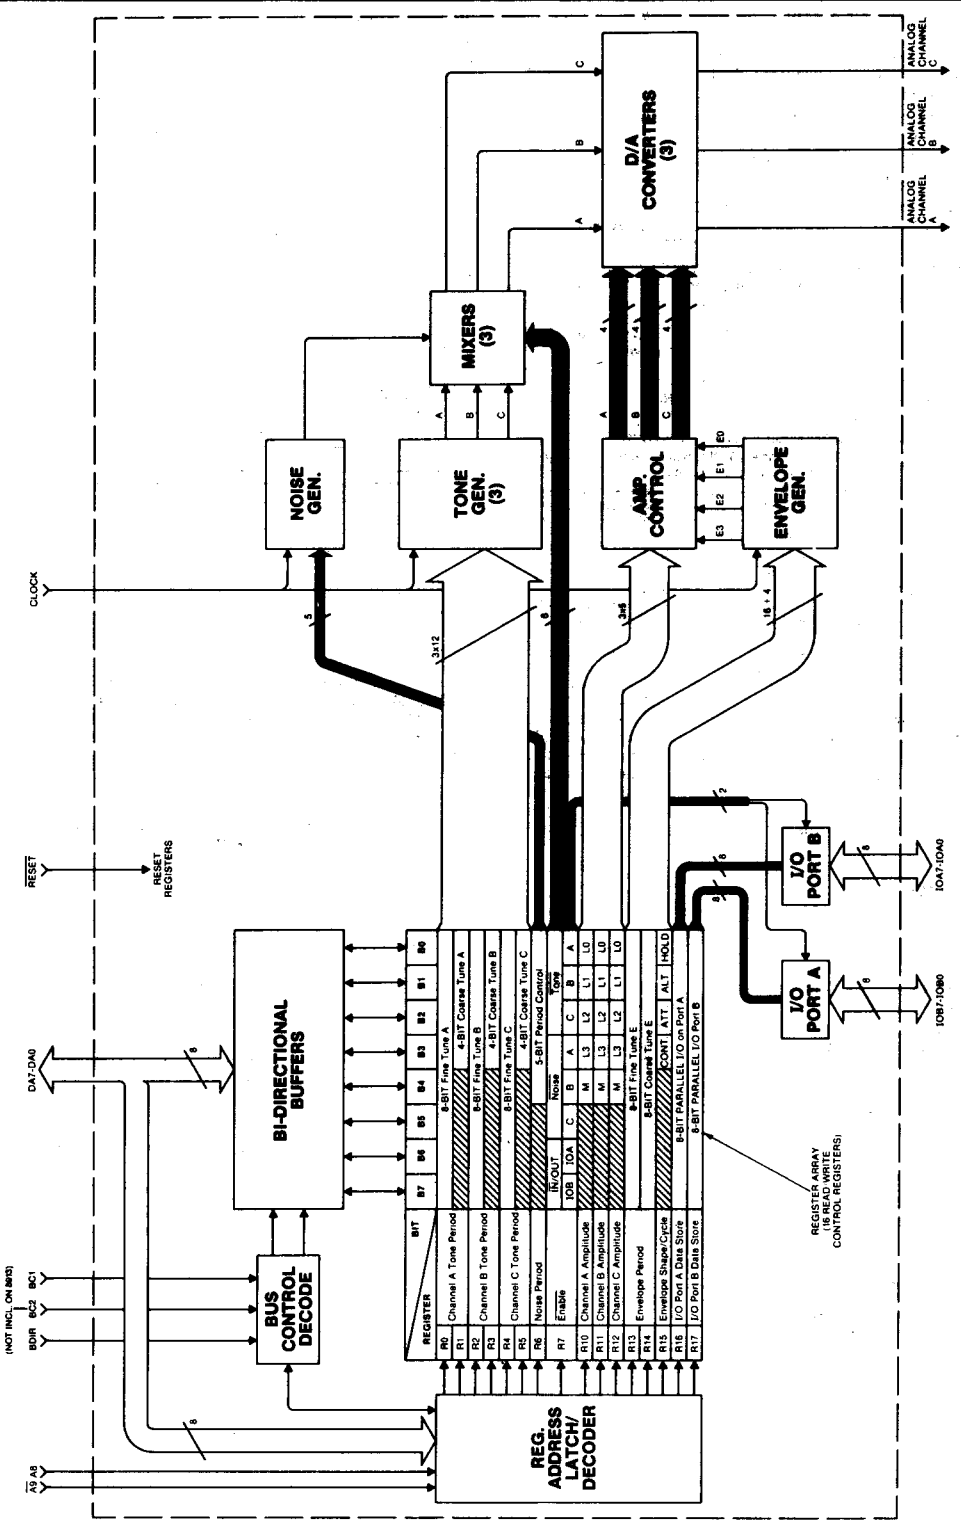 (NOT INCL. ON 8913)
A9
A8
BDIR
BC2
BC1
DA7-DA0
RESET
CLOCK
8
8
RESET
REGISTERS
REG.
ADDRESS
LATCH/
DECODER
BUS
CONTROL
DECODE
BI-DIRECTIONAL
BUFFERS
NOISE
GEN.
TONE
GEN.
(3)
MIXERS
(3)
AMP.
CONTROL
ENVELOPE
GEN.
D/A
CONVERTERS
(3)
A
B
C
A
B
C
A
B
C
4
4
4
E3
E2
E1
E0
5
3x12
6
3x5
16 + 4
2
8
8
REGISTER
BIT
B7
B6
B5
B4
B3
B2
B1
B0
R0
Channel A Tone Period
8-BIT Fine Tune A
R1
4-BIT Coarse Tune A
R2
Channel B Tone Period
8-BIT Fine Tune B
R3
4-BIT Coarse Tune B
R4
Channel C Tone Period
8-BIT Fine Tune C
R5
4-BIT Coarse Tune C
R6
Noise Period
5-BIT Period Control
R7
Enable
IN/OUT
Noise
Tone
IOB
IOA
C
B
A
C
B
A
R10
Channel A Amplitude
M
L3
L2
L1
L0
R11
Channel B Amplitude
M
L3
L2
L1
L0
R12
Channel C Amplitude
M
L3
L2
L1
L0
R13
Envelope Period
8-BIT Fine Tune E
R14
8-BIT Coarse Tune E
R15
Envelope Shape/Cycle
CONT.
ATT
ALT
HOLD
R16
I/O Port A Data Store
8-BIT PARALLEL I/O on Port A
R17
I/O Port B Data Store
8-BIT PARALLEL I/O Port B
REGISTER ARRAY
(16 READ-WRITE
CONTROL REGISTERS)
I/O
PORT A
I/O
PORT B
8
8
IOB7-IOB0
IOA7-IOA0
ANALOG
CHANNEL
A
ANALOG
CHANNEL
B
ANALOG
CHANNEL
C